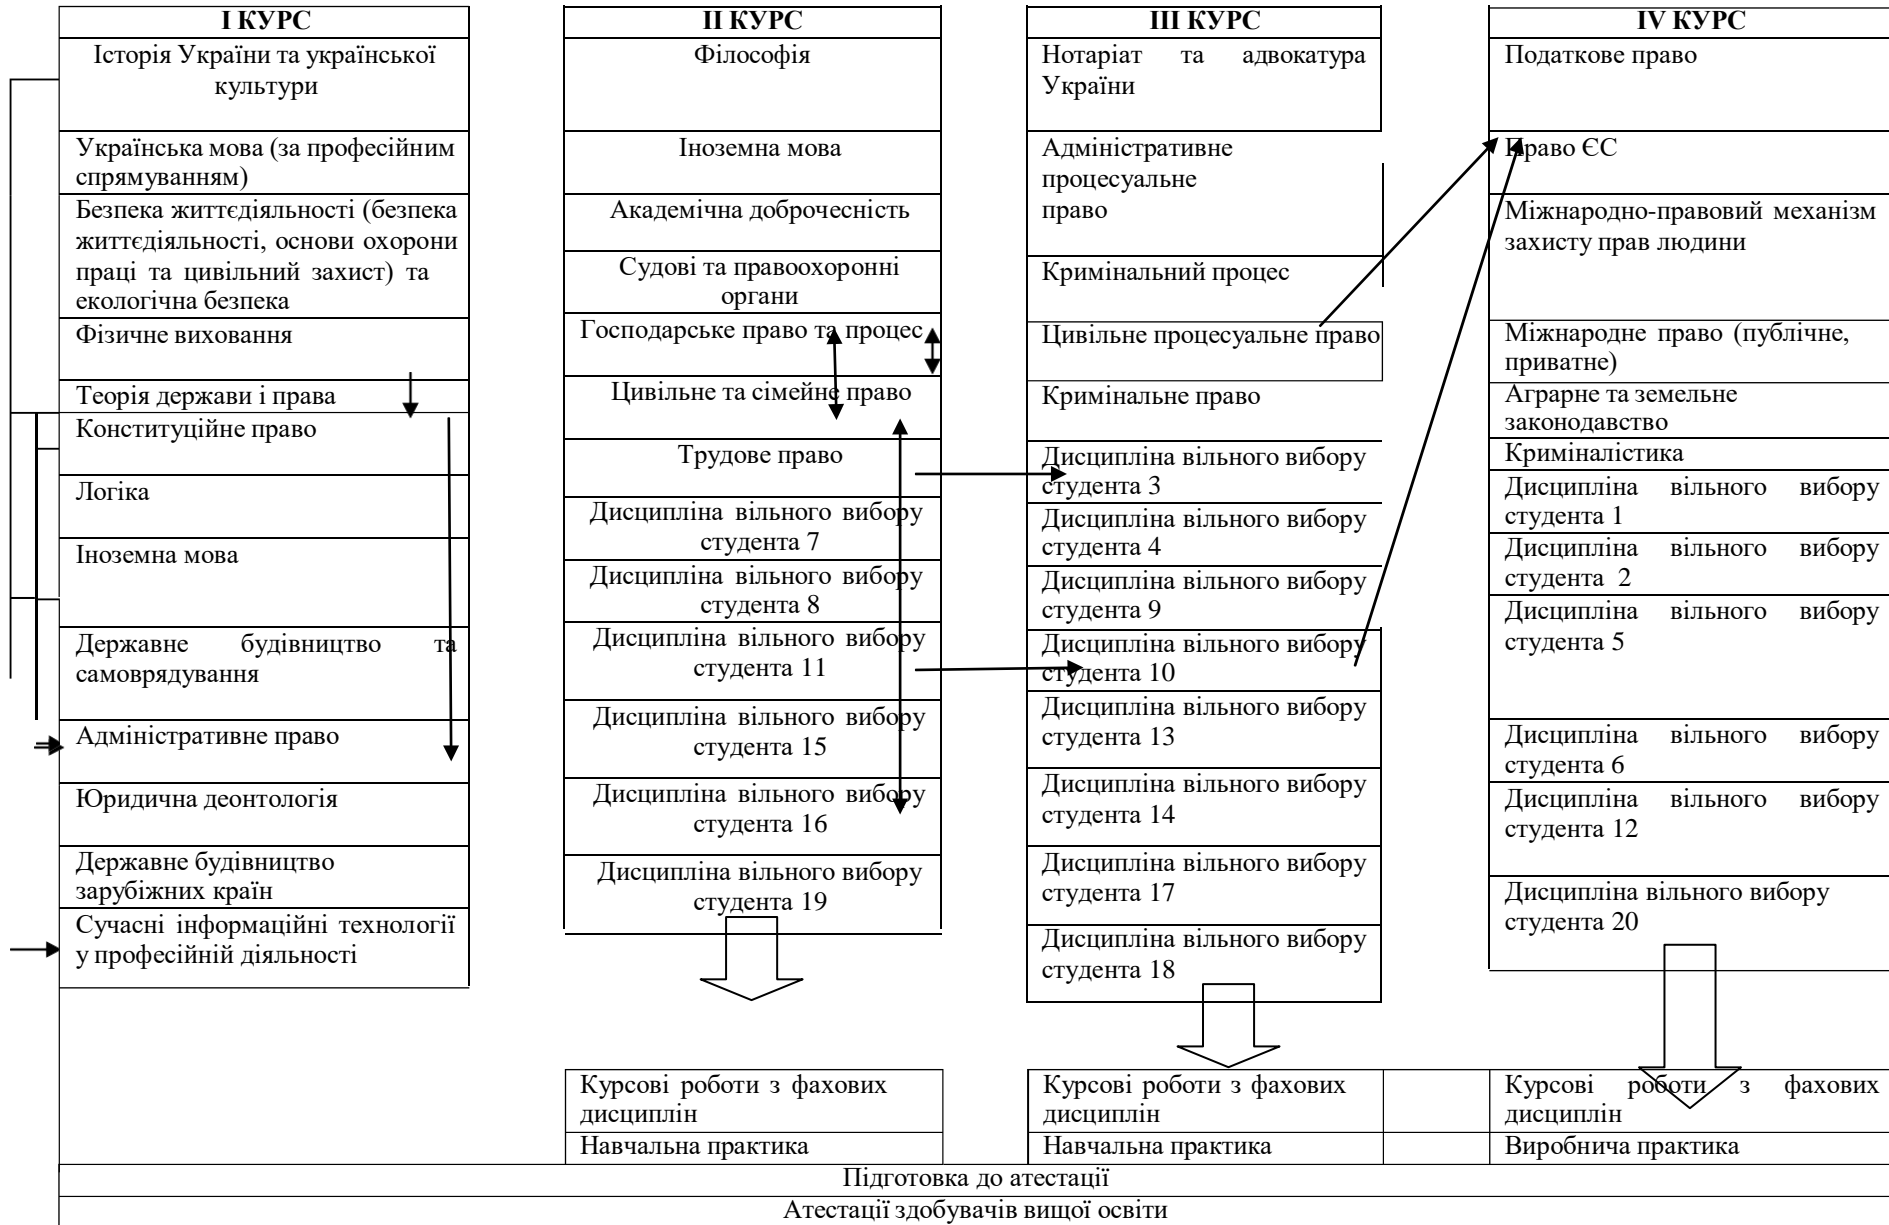 І КУРС
Історія України та української
культури
Українська мова (за професійним
спрямуванням)
Безпека життєдіяльності (безпека
життєдіяльності, основи охорони
праці та цивільний захист) та
екологічна безпека
Фізичне виховання
Теорія держави і права
Конституційне право
Логіка
Іноземна мова
Державне будівництво та
самоврядування
Адміністративне право
Юридична деонтологія
Державне будівництво
зарубіжних країн
Сучасні інформаційні технології
у професійній діяльності
ІІ КУРС
Філософія
Іноземна мова
Академічна доброчесність
Судові та правоохоронні
органи
Господарське право та процес
Цивільне та сімейне право
Трудове право
Дисципліна вільного вибору
студента 7
Дисципліна вільного вибору
студента 8
Дисципліна вільного вибору
студента 11
Дисципліна вільного вибору
студента 15
Дисципліна вільного вибору
студента 16
Дисципліна вільного вибору
студента 19
Курсові роботи з фахових
дисциплін
Навчальна практика
ІІІ КУРС
Нотаріат та адвокатура
України
Адміністративне
процесуальне
право
Кримінальний процес
Цивільне процесуальне право
Кримінальне право
Дисципліна вільного вибору
студента 3
Дисципліна вільного вибору
студента 4
Дисципліна вільного вибору
студента 9
Дисципліна вільного вибору
студента 10
Дисципліна вільного вибору
студента 13
Дисципліна вільного вибору
студента 14
Дисципліна вільного вибору
студента 17
Дисципліна вільного вибору
студента 18
Курсові роботи з фахових
дисциплін
Навчальна практика
ІV КУРС
Податкове право
Право ЄС
Міжнародно-правовий механізм
захисту прав людини
Міжнародне право (публічне,
приватне)
Аграрне та земельне
законодавство
Криміналістика
Дисципліна вільного вибору
студента 1
Дисципліна вільного вибору
студента 2
Дисципліна вільного вибору
студента 5
Дисципліна вільного вибору
студента 6
Дисципліна вільного вибору
студента 12
Дисципліна вільного вибору
студента 20
Курсові роботи з фахових
дисциплін
Виробнича практика
Підготовка до атестації
Атестації здобувачів вищої освіти